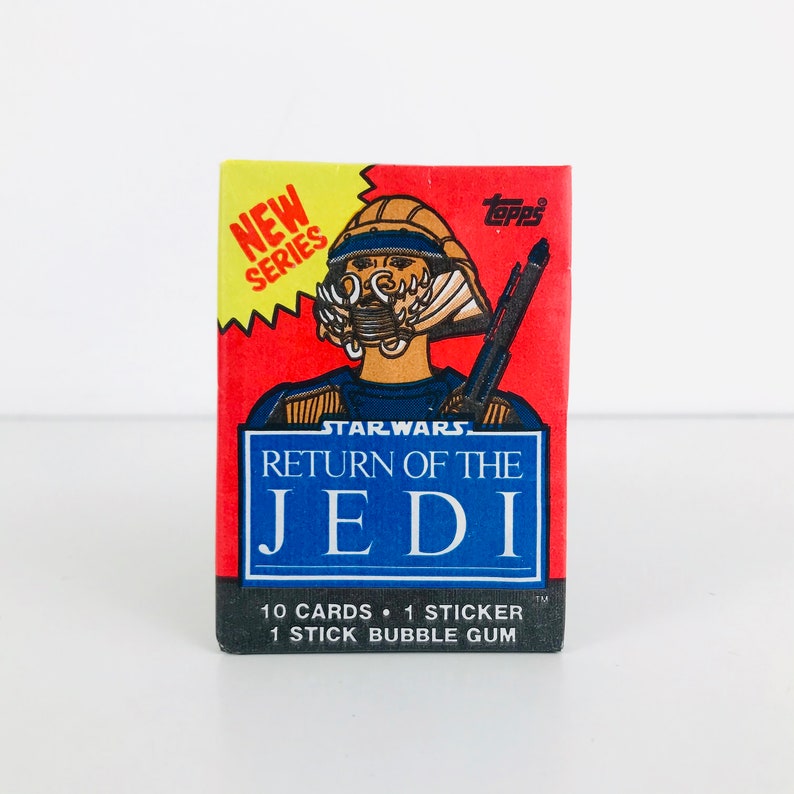 NEW
SERIES
topps®
STAR WARS
RETURN OF THE
JEDI
TM
10 CARDS • 1 STICKER
1 STICK BUBBLE GUM